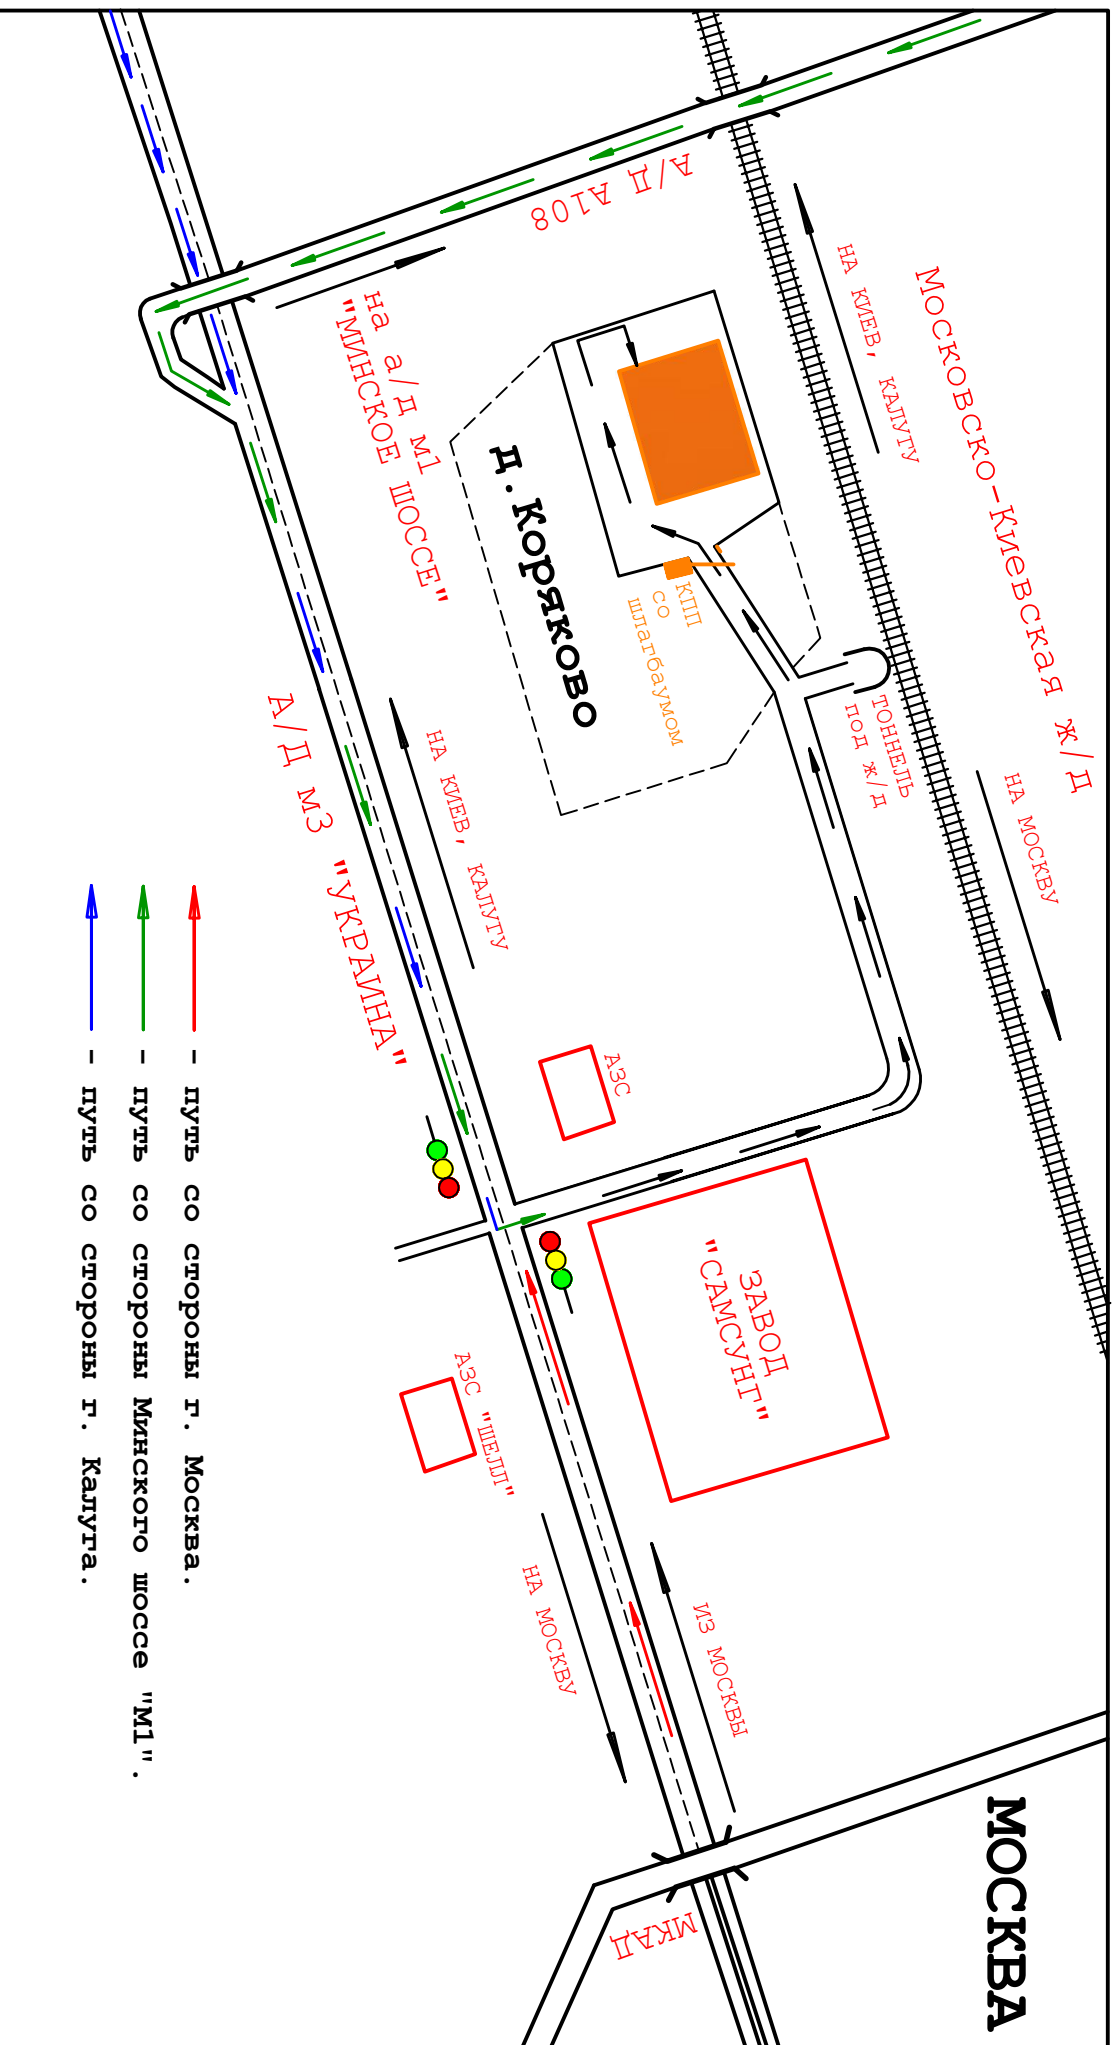 МОСКВА
Московско-Киевская ж/д
НА МОСКВУ
НА КИЕВ, КАЛУГУ
ТОННЕЛЬ
под ж/д
А/Д А108
КПП
со
шлагбаумом
д.Коряково
на а/д м1
"МИНСКОЕ ШОССЕ"
НА КИЕВ, КАЛУГУ
АЗС
ЗАВОД
"САМСУНГ"
ИЗ МОСКВЫ
МКАД
А/Д м3 "УКРАИНА"
АЗС "ШЕЛЛ"
НА МОСКВУ
- путь со стороны г. Москва.
- путь со стороны Минского шоссе "М1".
- путь со стороны г. Калуга.